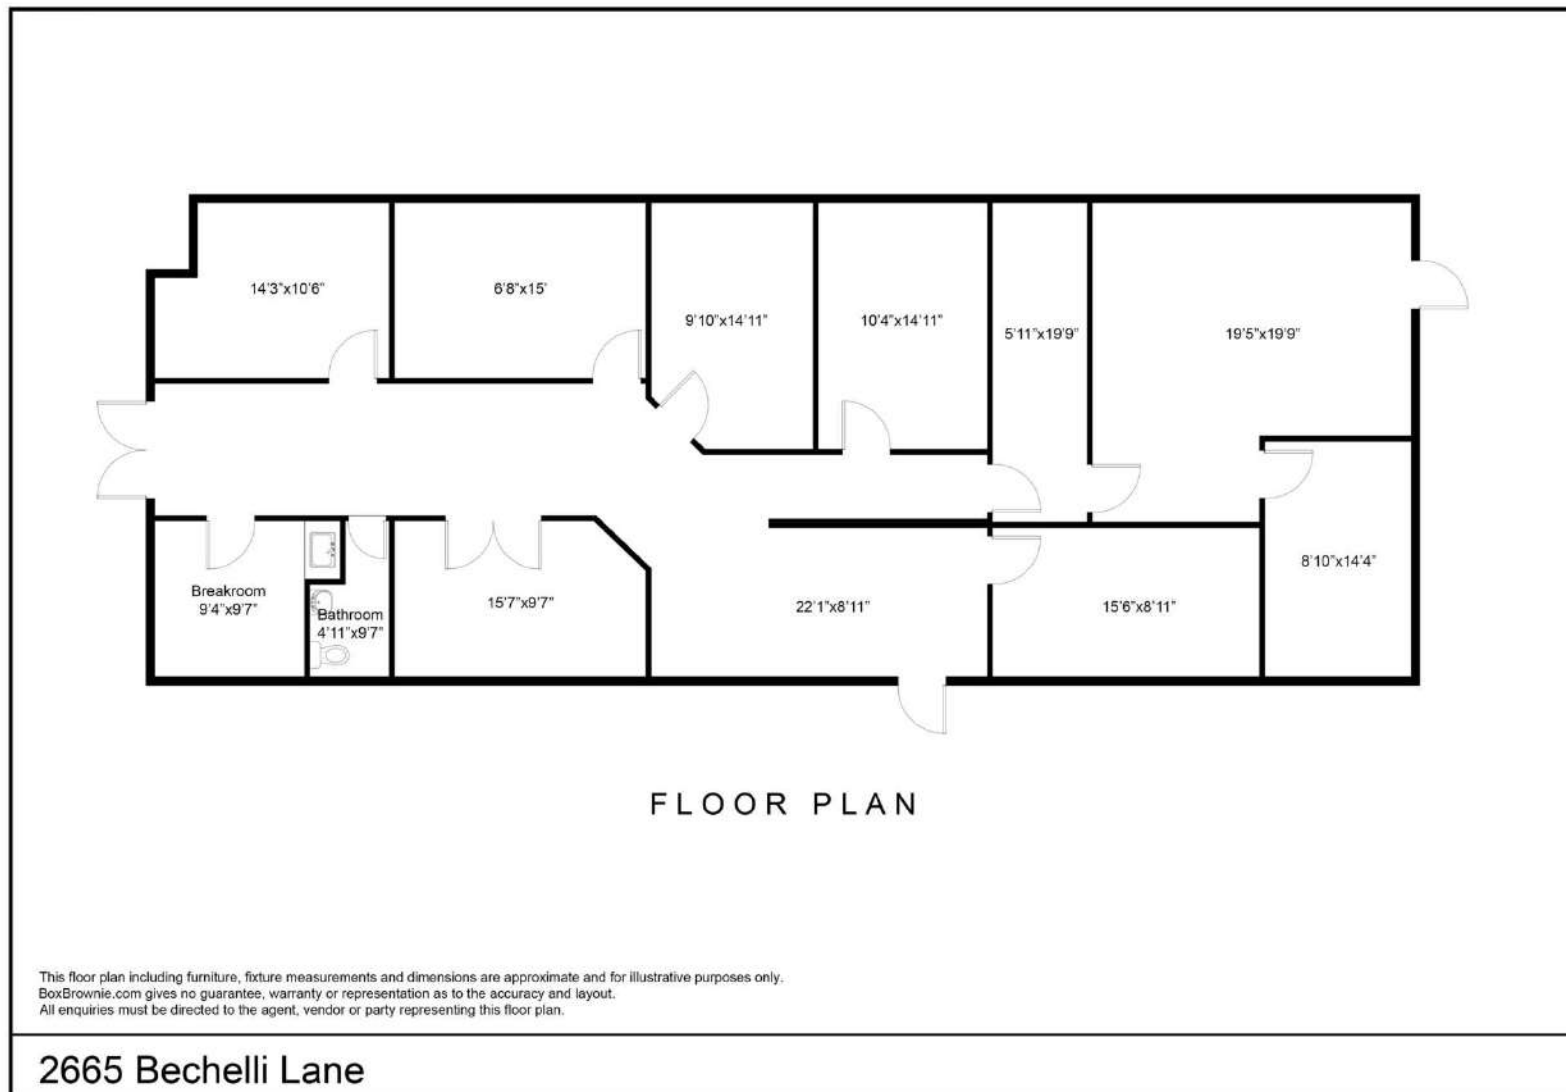 14'3"x10'6"
6'8"x15'
9'10"x14'11"
10'4"x14'11"
5'11"x19'9"
19'5"x19'9"
Breakroom
9'4"x9'7"
Bathroom
4'11"x9'7"
15'7"x9'7"
22'1"x8'11"
15'6"x8'11"
8'10"x14'4"
FLOOR PLAN
This floor plan including furniture, fixture measurements and dimensions are approximate and for illustrative purposes only.
BoxBrownie.com gives no guarantee, warranty or representation as to the accuracy and layout.
All enquiries must be directed to the agent, vendor or party representing this floor plan.
2665 Bechelli Lane